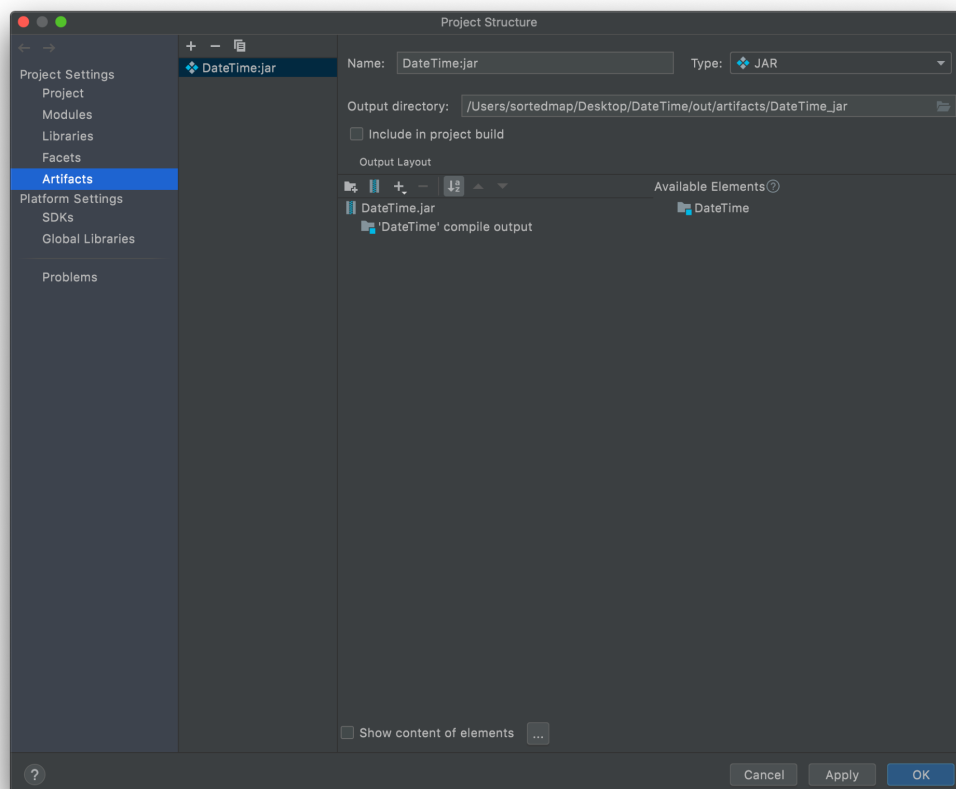 Project Structure
Project Settings
Project
Modules
Libraries
Facets
Artifacts
Platform Settings
SDKs
Global Libraries
Problems
DateTime:jar
Name: DateTime:jar Type: JAR
Output directory: /Users/sortedmap/Desktop/DateTime/out/artifacts/DateTime_jar
Include in project build
Output Layout
Available Elements ?
DateTime.jar
'DateTime' compile output
DateTime
Show content of elements ...
? Cancel Apply OK